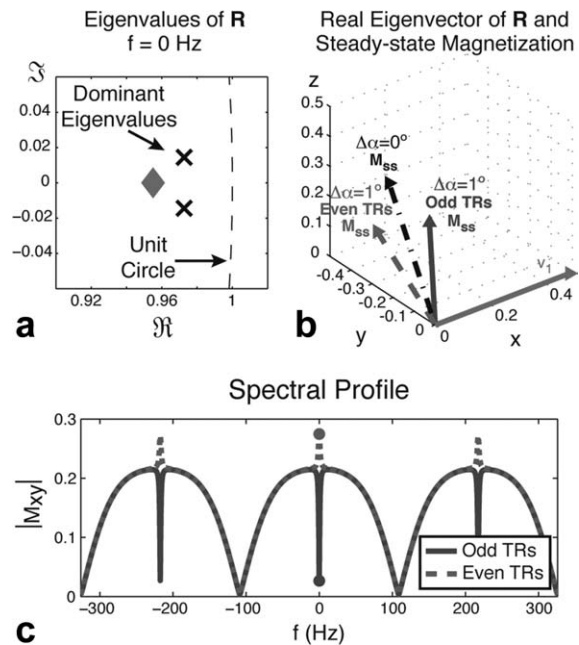 Eigenvalues of R
f = 0 Hz
ℑ
0.04
0.02
0
−0.02
−0.04
Dominant
Eigenvalues
Unit
Circle
0.92
0.96
1
ℜ
a
Real Eigenvector of R and
Steady-state Magnetization
z
0.5
0.4
0.3
0.2
0.1
0
Δα=0°
Mss
Δα=1°
Even TRs
Mss
Δα=1°
Odd TRs
Mss
v1
−0.4
−0.3
−0.2
−0.1
0
0
0.2
0.4
y
x
b
Spectral Profile
|Mxy|
0.3
0.2
0.1
0
Odd TRs
Even TRs
−300
−200
−100
0
100
200
300
f (Hz)
c